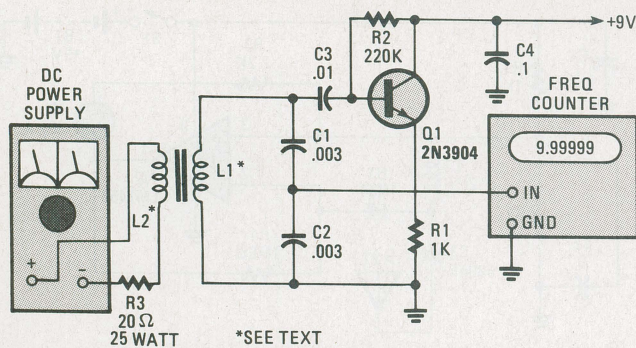 DC
POWER
SUPPLY
+
−
L2*
R3
20Ω
25 WATT
L1*
*SEE TEXT
C3
.01
R2
220K
C1
.003
C2
.003
Q1
2N3904
R1
1K
+9V
C4
.1
FREQ
COUNTER
9.99999
IN
GND